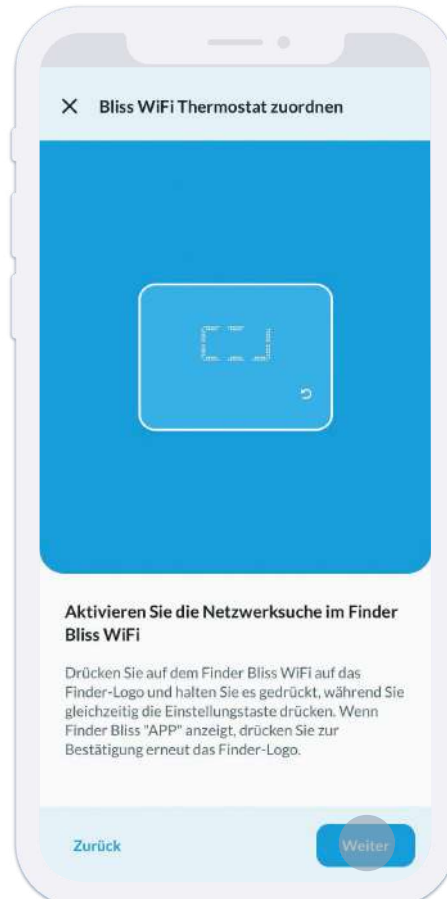 Bliss WiFi Thermostat zuordnen
Aktivieren Sie die Netzwerksuche im Finder
Bliss WiFi
Drücken Sie auf dem Finder Bliss WiFi auf das
Finder-Logo und halten Sie es gedrückt, während Sie
gleichzeitig die Einstellungstaste drücken. Wenn
Finder Bliss "APP" anzeigt, drücken Sie zur
Bestätigung erneut das Finder-Logo.
Zurück
Weiter